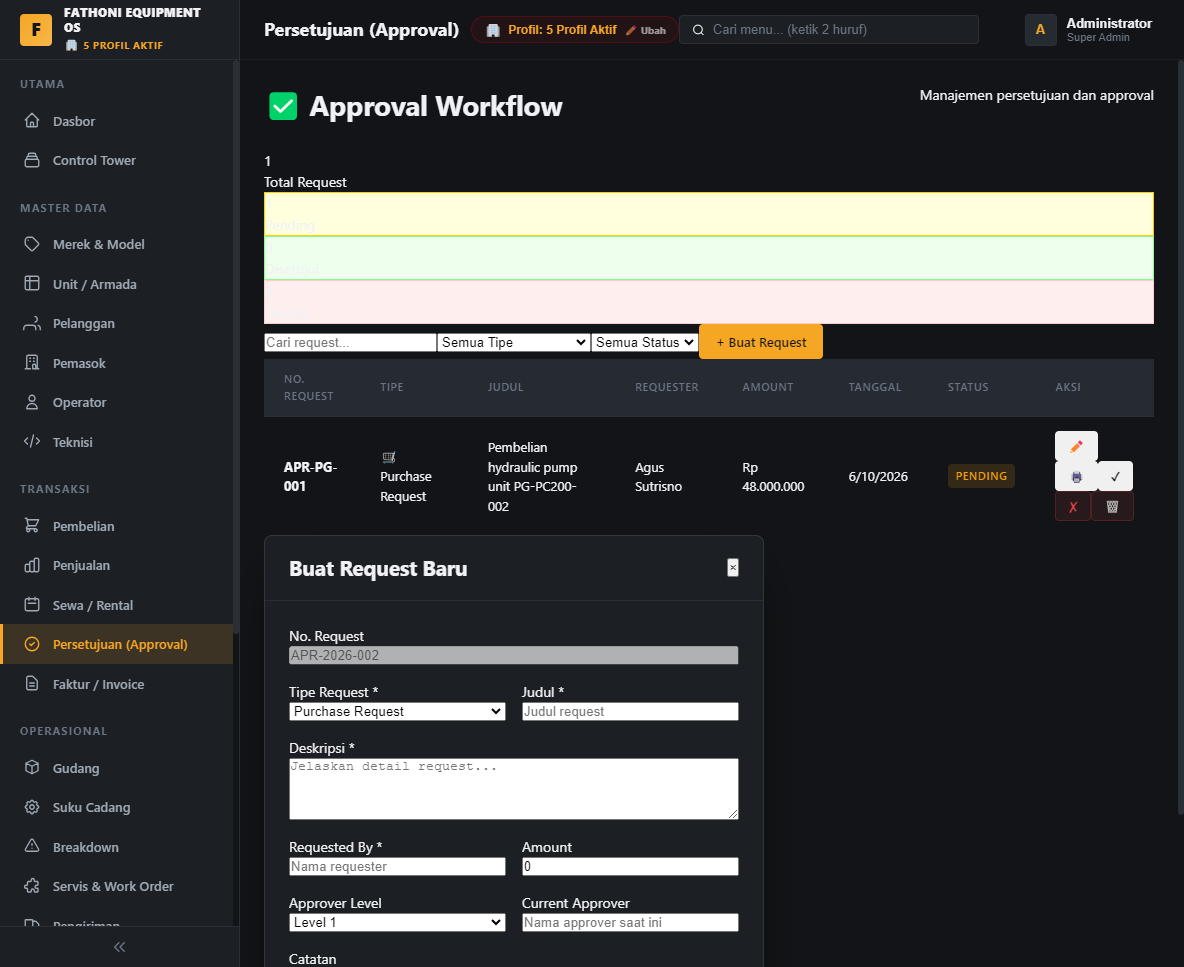 F
FATHONI EQUIPMENT
OS
5 PROFIL AKTIF
Persetujuan (Approval)
Profil: 5 Profil Aktif
Ubah
Cari menu... (ketik 2 huruf)
A
Administrator
Super Admin
UTAMA
Dasbor
Control Tower
MASTER DATA
Merek & Model
Unit / Armada
Pelanggan
Pemasok
Operator
Teknisi
TRANSAKSI
Pembelian
Penjualan
Sewa / Rental
Persetujuan (Approval)
Faktur / Invoice
OPERASIONAL
Gudang
Suku Cadang
Breakdown
Servis & Work Order
Pengiriman
Approval Workflow
Manajemen persetujuan dan approval
1
Total Request
Pending
Disetujui
Cari request...
Semua Tipe
Semua Status
+ Buat Request
NO. REQUEST
TIPE
JUDUL
REQUESTER
AMOUNT
TANGGAL
STATUS
AKSI
APR-PG-
001
Purchase
Request
Pembelian
hydraulic pump
unit PG-PC200-
002
Agus
Sutrisno
Rp
48.000.000
6/10/2026
PENDING
Buat Request Baru
No. Request
APR-2026-002
Tipe Request *
Purchase Request
Judul *
Judul request
Deskripsi *
Jelaskan detail request...
Requested By *
Nama requester
Amount
0
Approver Level
Level 1
Current Approver
Nama approver saat ini
Catatan